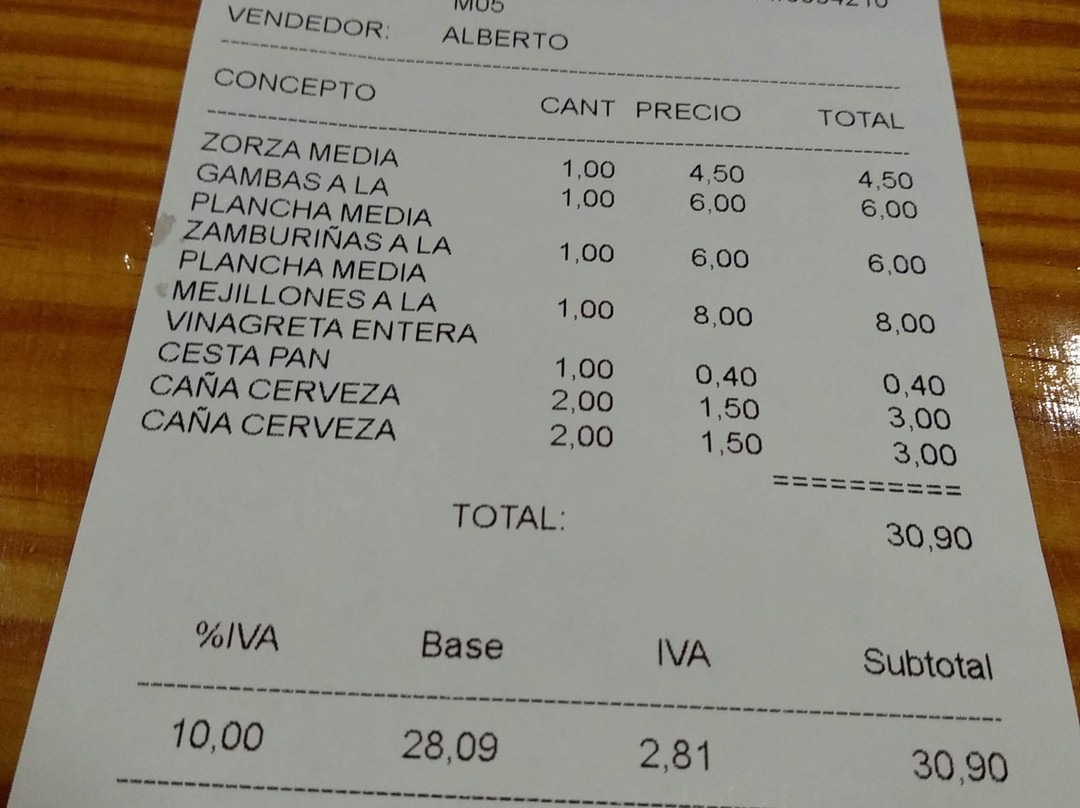 M05
VENDEDOR: ALBERTO
CONCEPTO CANT PRECIO TOTAL
ZORZA MEDIA 1,00 4,50 4,50
GAMBAS A LA 1,00 6,00 6,00
PLANCHA MEDIA
ZAMBURIÑAS A LA 1,00 6,00 6,00
PLANCHA MEDIA
MEJILLONES A LA 1,00 8,00 8,00
VINAGRETA ENTERA
CESTA PAN 1,00 0,40 0,40
CAÑA CERVEZA 2,00 1,50 3,00
CAÑA CERVEZA 2,00 1,50 3,00
==========
TOTAL: 30,90
%IVA Base IVA Subtotal
10,00 28,09 2,81 30,90